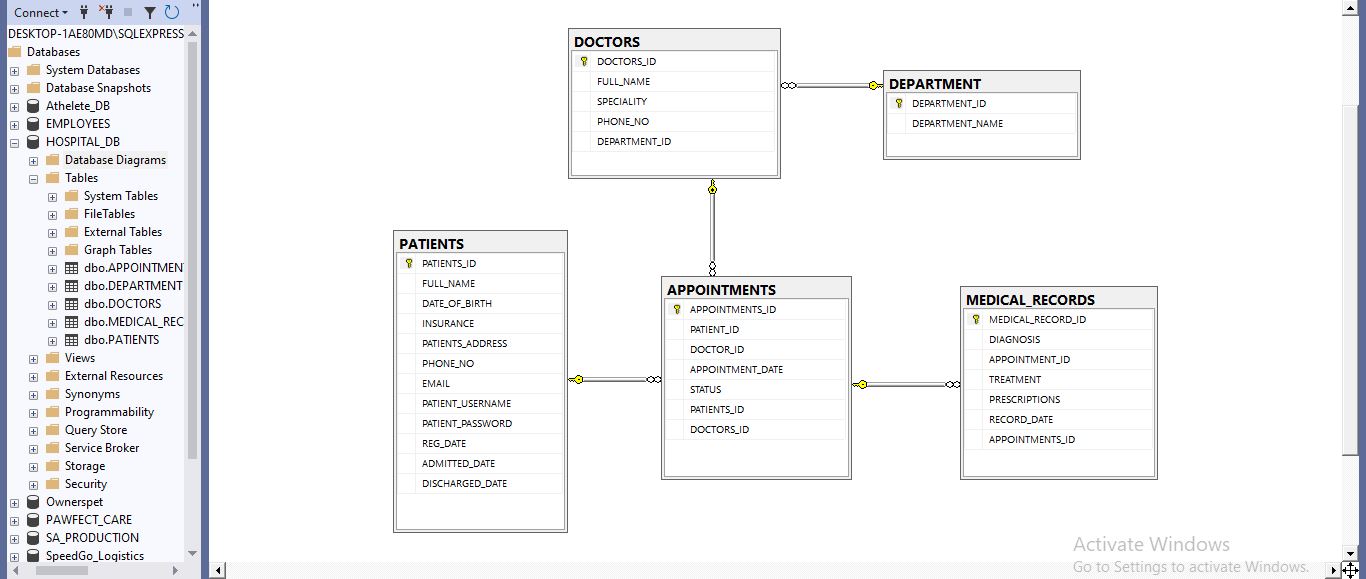 Connect
DESKTOP-1AE80MD\SQLEXPRESS
Databases
System Databases
Database Snapshots
Athelete_DB
EMPLOYEES
HOSPITAL_DB
Database Diagrams
Tables
System Tables
FileTables
External Tables
Graph Tables
dbo.APPOINTMEN
dbo.DEPARTMENT
dbo.DOCTORS
dbo.MEDICAL_REC
dbo.PATIENTS
Views
External Resources
Synonyms
Programmability
Query Store
Service Broker
Storage
Security
Ownerspet
PAWFECT_CARE
SA_PRODUCTION
SpeedGo_Logistics
DOCTORS
DOCTORS_ID
FULL_NAME
SPECIALITY
PHONE_NO
DEPARTMENT_ID
DEPARTMENT
DEPARTMENT_ID
DEPARTMENT_NAME
PATIENTS
PATIENTS_ID
FULL_NAME
DATE_OF_BIRTH
INSURANCE
PATIENTS_ADDRESS
PHONE_NO
EMAIL
PATIENT_USERNAME
PATIENT_PASSWORD
REG_DATE
ADMITTED_DATE
DISCHARGED_DATE
APPOINTMENTS
APPOINTMENTS_ID
PATIENT_ID
DOCTOR_ID
APPOINTMENT_DATE
STATUS
PATIENTS_ID
DOCTORS_ID
MEDICAL_RECORDS
MEDICAL_RECORD_ID
DIAGNOSIS
APPOINTMENT_ID
TREATMENT
PRESCRIPTIONS
RECORD_DATE
APPOINTMENTS_ID
Activate Windows
Go to Settings to activate Windows.